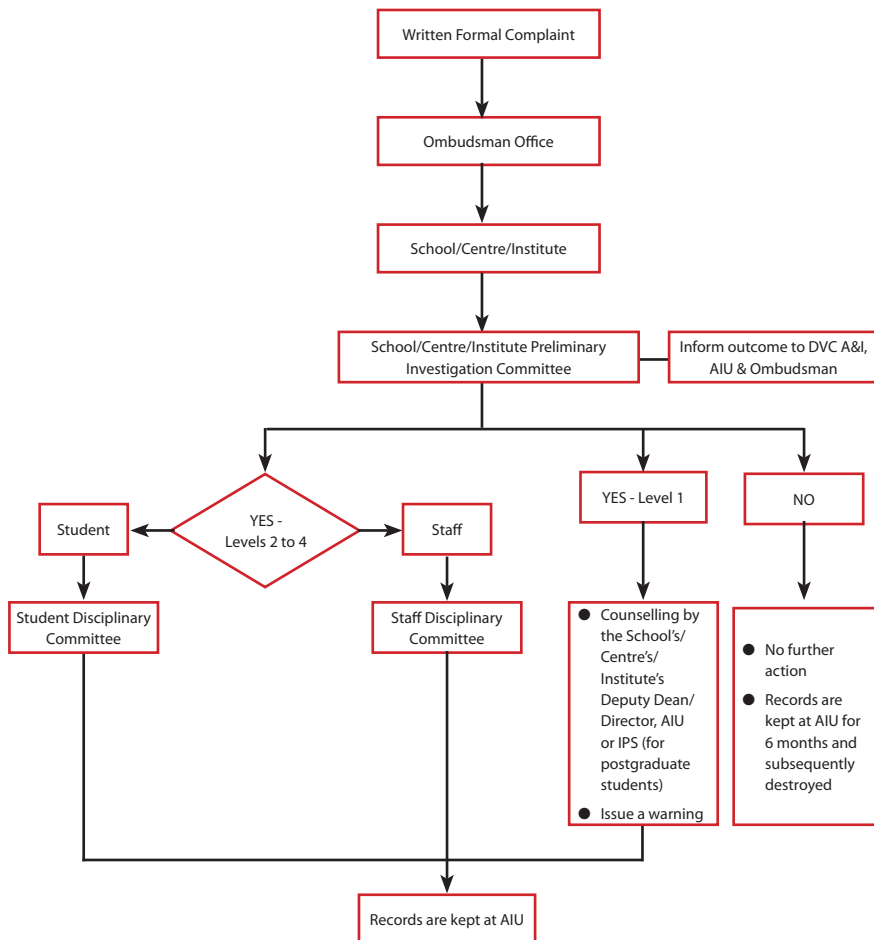 Written Formal Complaint
Ombudsman Office
School/Centre/Institute
School/Centre/Institute Preliminary
Investigation Committee
Inform outcome to DVC A&I,
AIU & Ombudsman
Student
YES -
Levels 2 to 4
Staff
YES - Level 1
NO
Student Disciplinary
Committee
Staff Disciplinary
Committee
● Counselling by
the School’s/
Centre’s/
Institute’s
Deputy Dean/
Director, AIU
or IPS (for
postgraduate
students)
● Issue a warning
● No further
action
● Records are
kept at AIU for
6 months and
subsequently
destroyed
Records are kept at AIU